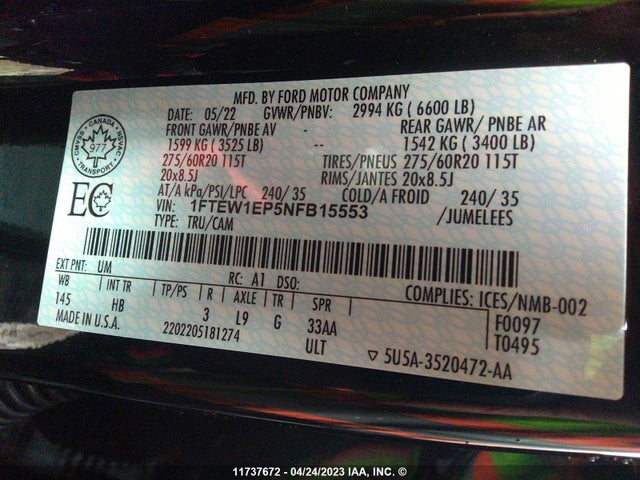 MFD. BY FORD MOTOR COMPANY
DATE: 05/22 GVWR/PNBV: 2994 KG ( 6600 LB)
FRONT GAWR/PNBE AV - REAR GAWR/ PNBE AR
1599 KG ( 3525 LB) -- 1542 KG ( 3400 LB)
275/60R20 115T TIRES/PNEUS 275/60R20 115T
20x8.5J RIMS/JANTES 20x8.5J
AT/A kPa/PSI/LPC 240/ 35 COLD/A FROID 240/ 35
VIN: 1FTEW1EP5NFB15553 /JUMELEES
TYPE: TRU/CAM
CANADA
977
TRANSPORT
EC
EXT PNT: UM RC: A1 DSO: COMPLIES: ICES/NMB-002
WB INT TR TP/PS R AXLE TR SPR F0097
145 HB 3 L9 G 33AA T0495
MADE IN U.S.A. 2202205181274 ULT 5U5A-3520472-AA
11737672 - 04/24/2023 IAA, INC. ©